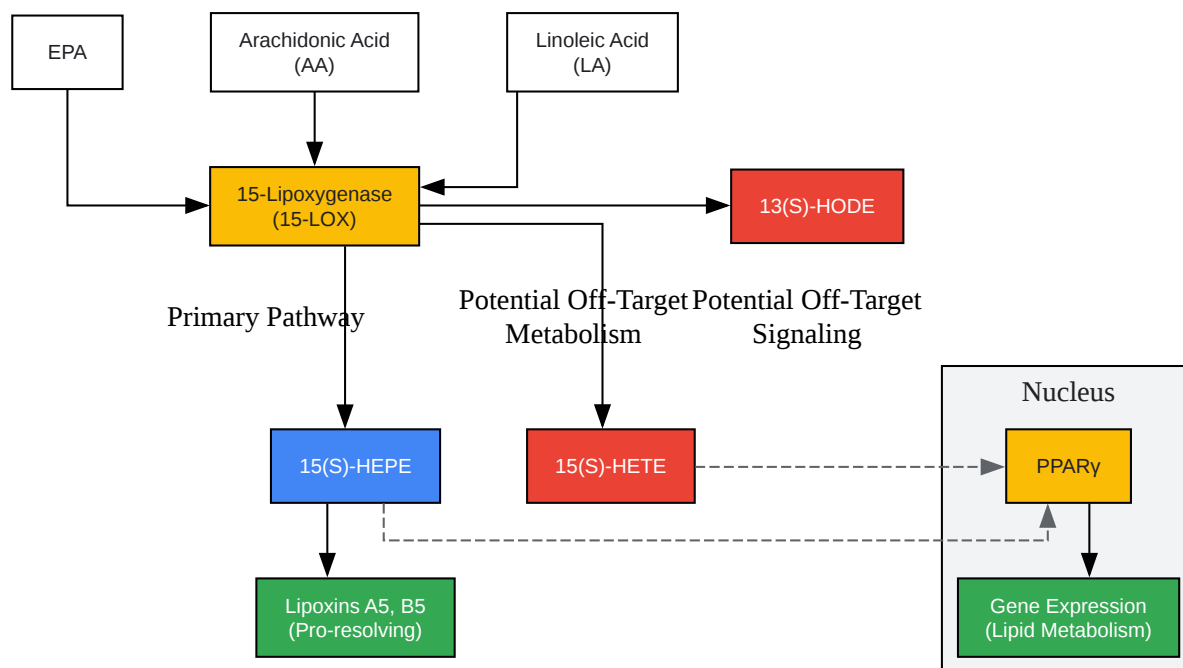 EPA
Arachidonic Acid
(AA)
Linoleic Acid
(LA)
15-Lipoxygenase
(15-LOX)
13(S)-HODE
Primary Pathway
Potential Off-Target
Metabolism
Potential Off-Target
Signaling
Nucleus
15(S)-HEPE
15(S)-HETE
PPARγ
Lipoxins A5, B5
(Pro-resolving)
Gene Expression
(Lipid Metabolism)